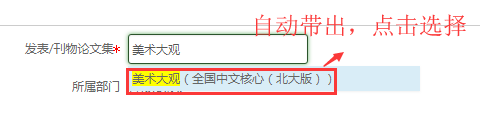 自动带出，点击选择
发表/刊物论文集* 美术大观
所属部门 美术大观（全国中文核心（北大版））